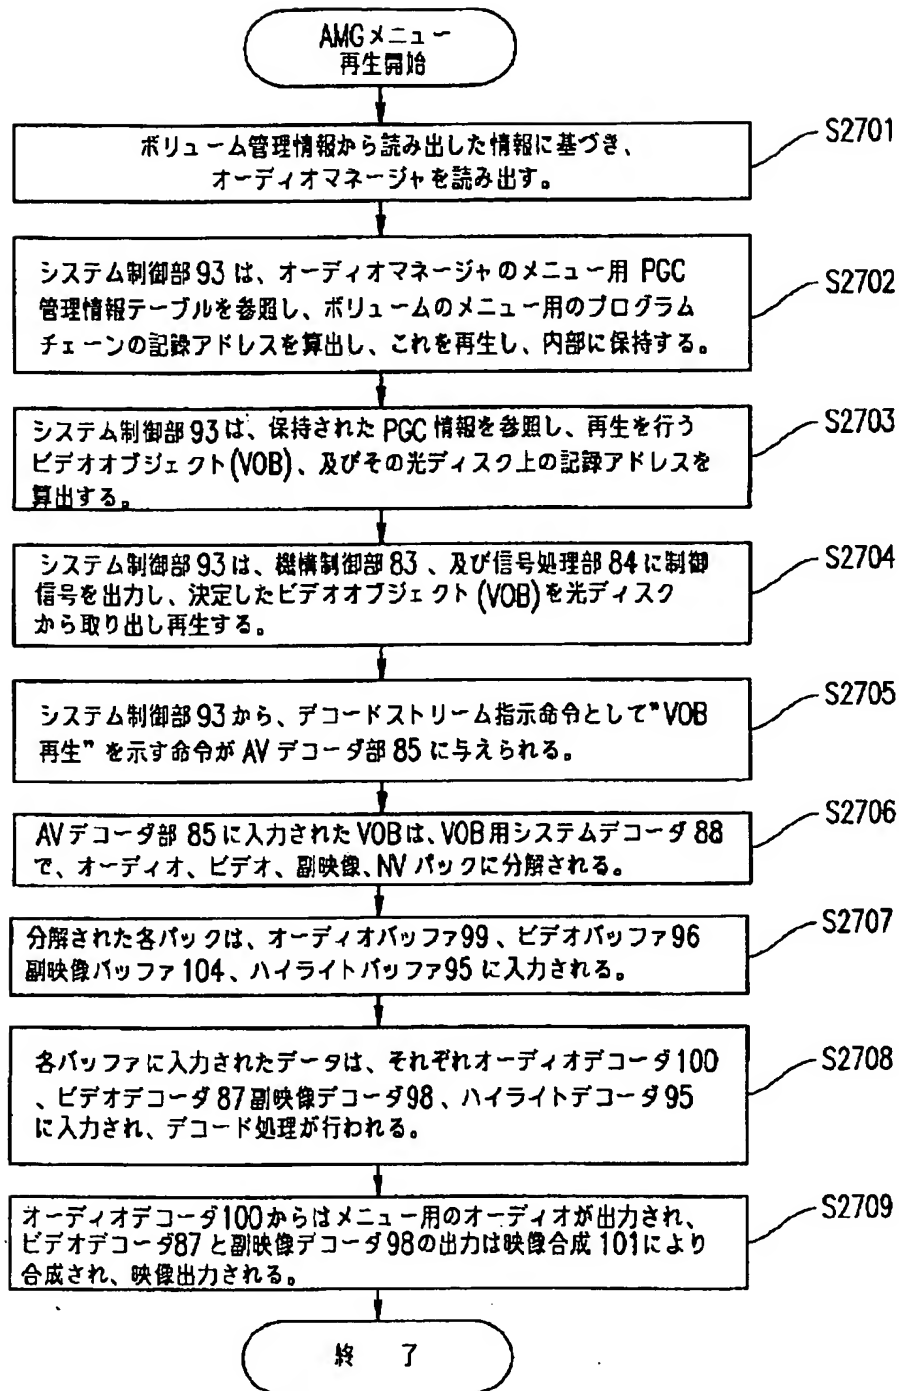 AMGメニュー
再生開始
S2701
ボリューム管理情報から読み出した情報に基づき、
オーディオマネージャを読み出す。
S2702
システム制御部93は、オーディオマネージャのメニュー用 PGC
管理情報テーブルを参照し、ボリュームのメニュー用のプログラム
チェーンの記録アドレスを算出し、これを再生し、内部に保持する。
S2703
システム制御部93は、保持されたPGC情報を参照し、再生を行う
ビデオオブジェクト(VOB)、及びその光ディスク上の記録アドレスを
算出する。
S2704
システム制御部93は、機構制御部83、及び信号処理部84に制御
信号を出力し、決定したビデオオブジェクト(VOB)を光ディスク
から取り出し再生する。
S2705
システム制御部93から、デコードストリーム指示命令として"VOB
再生"を示す命令がAVデコーダ部85に与えられる。
S2706
AVデコーダ部85に入力されたVOBは、VOB用システムデコーダ88
で、オーディオ、ビデオ、副映像、NVパックに分解される。
S2707
分解された各パックは、オーディオバッファ99、ビデオバッファ96
副映像バッファ104、ハイライトバッファ95に入力される。
S2708
各バッファに入力されたデータは、それぞれオーディオデコーダ100
、ビデオデコーダ87副映像デコーダ98、ハイライトデコーダ95
に入力され、デコード処理が行われる。
S2709
オーディオデコーダ100からはメニュー用のオーディオが出力され、
ビデオデコーダ87と副映像デコーダ98の出力は映像合成101により
合成され、映像出力される。
終 了